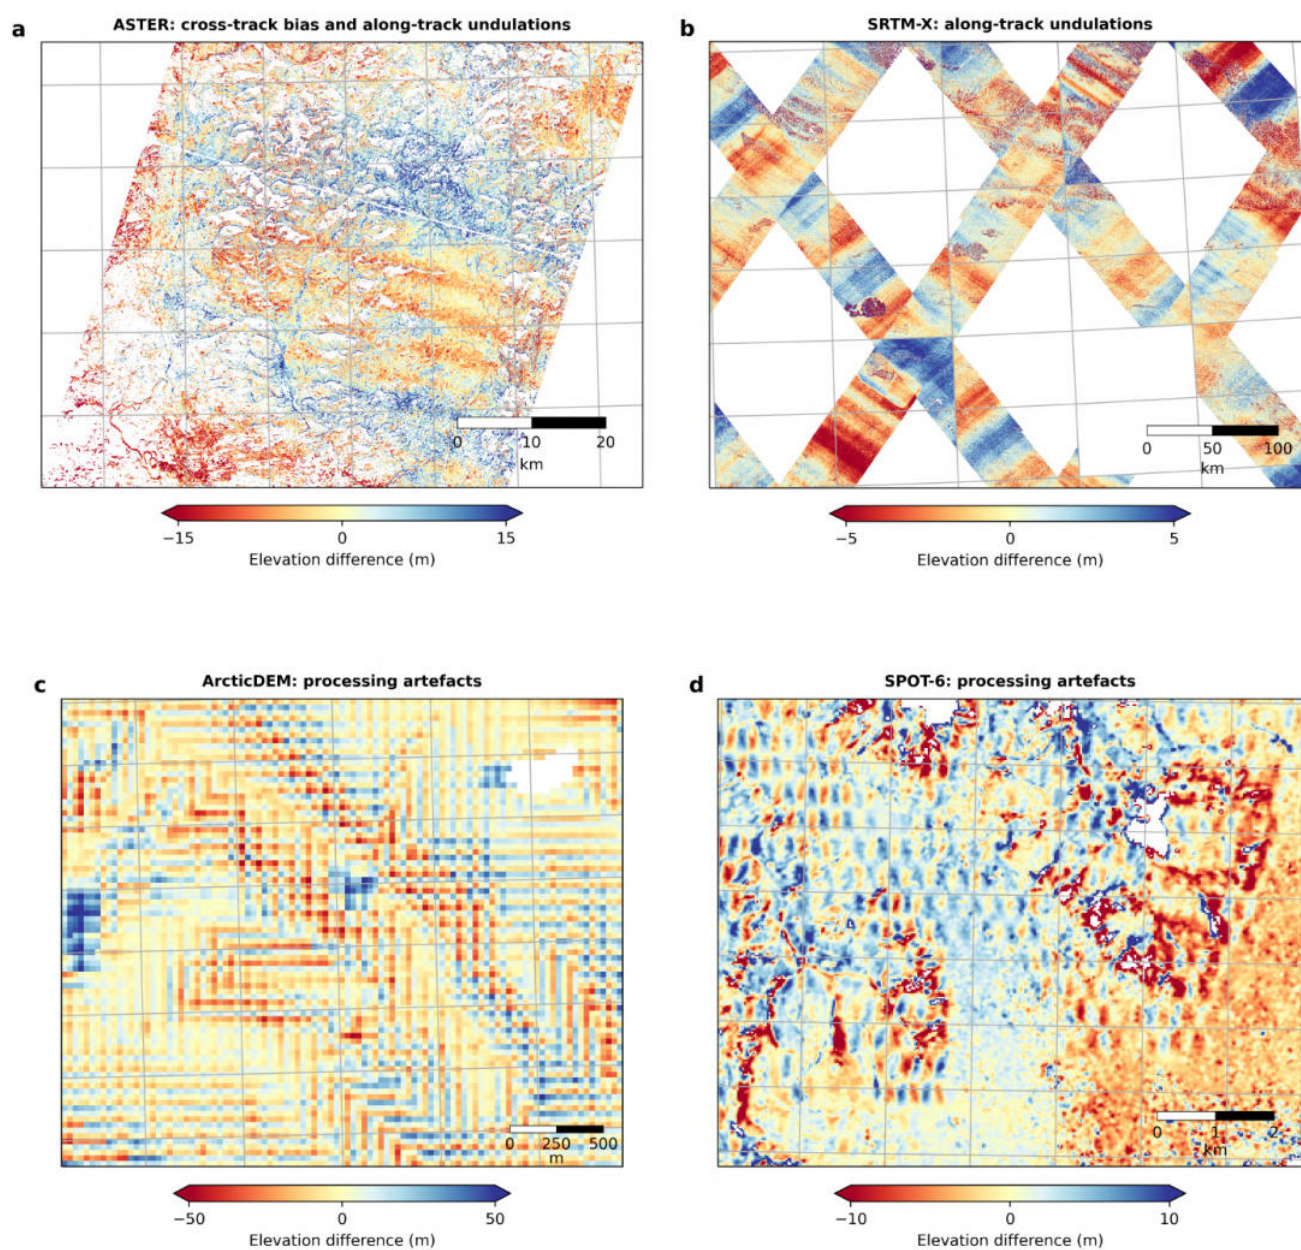 a
ASTER: cross-track bias and along-track undulations
0 10 20
km
−15 0 15
Elevation difference (m)
b
SRTM-X: along-track undulations
0 50 100
km
−5 0 5
Elevation difference (m)
c
ArcticDEM: processing artefacts
0 250 500
m
−50 0 50
Elevation difference (m)
d
SPOT-6: processing artefacts
0 1 2
km
−10 0 10
Elevation difference (m)